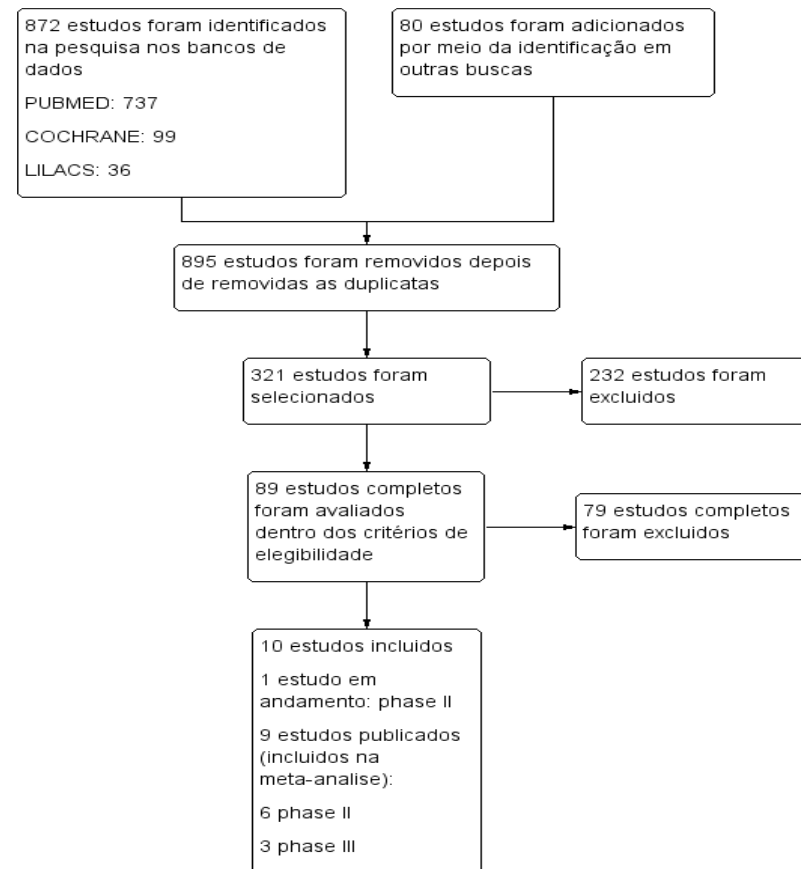 872 estudos foram identificados
na pesquisa nos bancos de
dados
PUBMED: 737
COCHRANE: 99
LILACS: 36
80 estudos foram adicionados
por meio da identificação em
outras buscas
895 estudos foram removidos depois
de removidas as duplicatas
321 estudos foram
selecionados
232 estudos foram
excluidos
89 estudos completos
foram avaliados
dentro dos critérios de
elegibilidade
79 estudos completos
foram excluidos
10 estudos incluidos
1 estudo em
andamento: phase II
9 estudos publicados
(incluidos na
meta-analise):
6 phase II
3 phase III